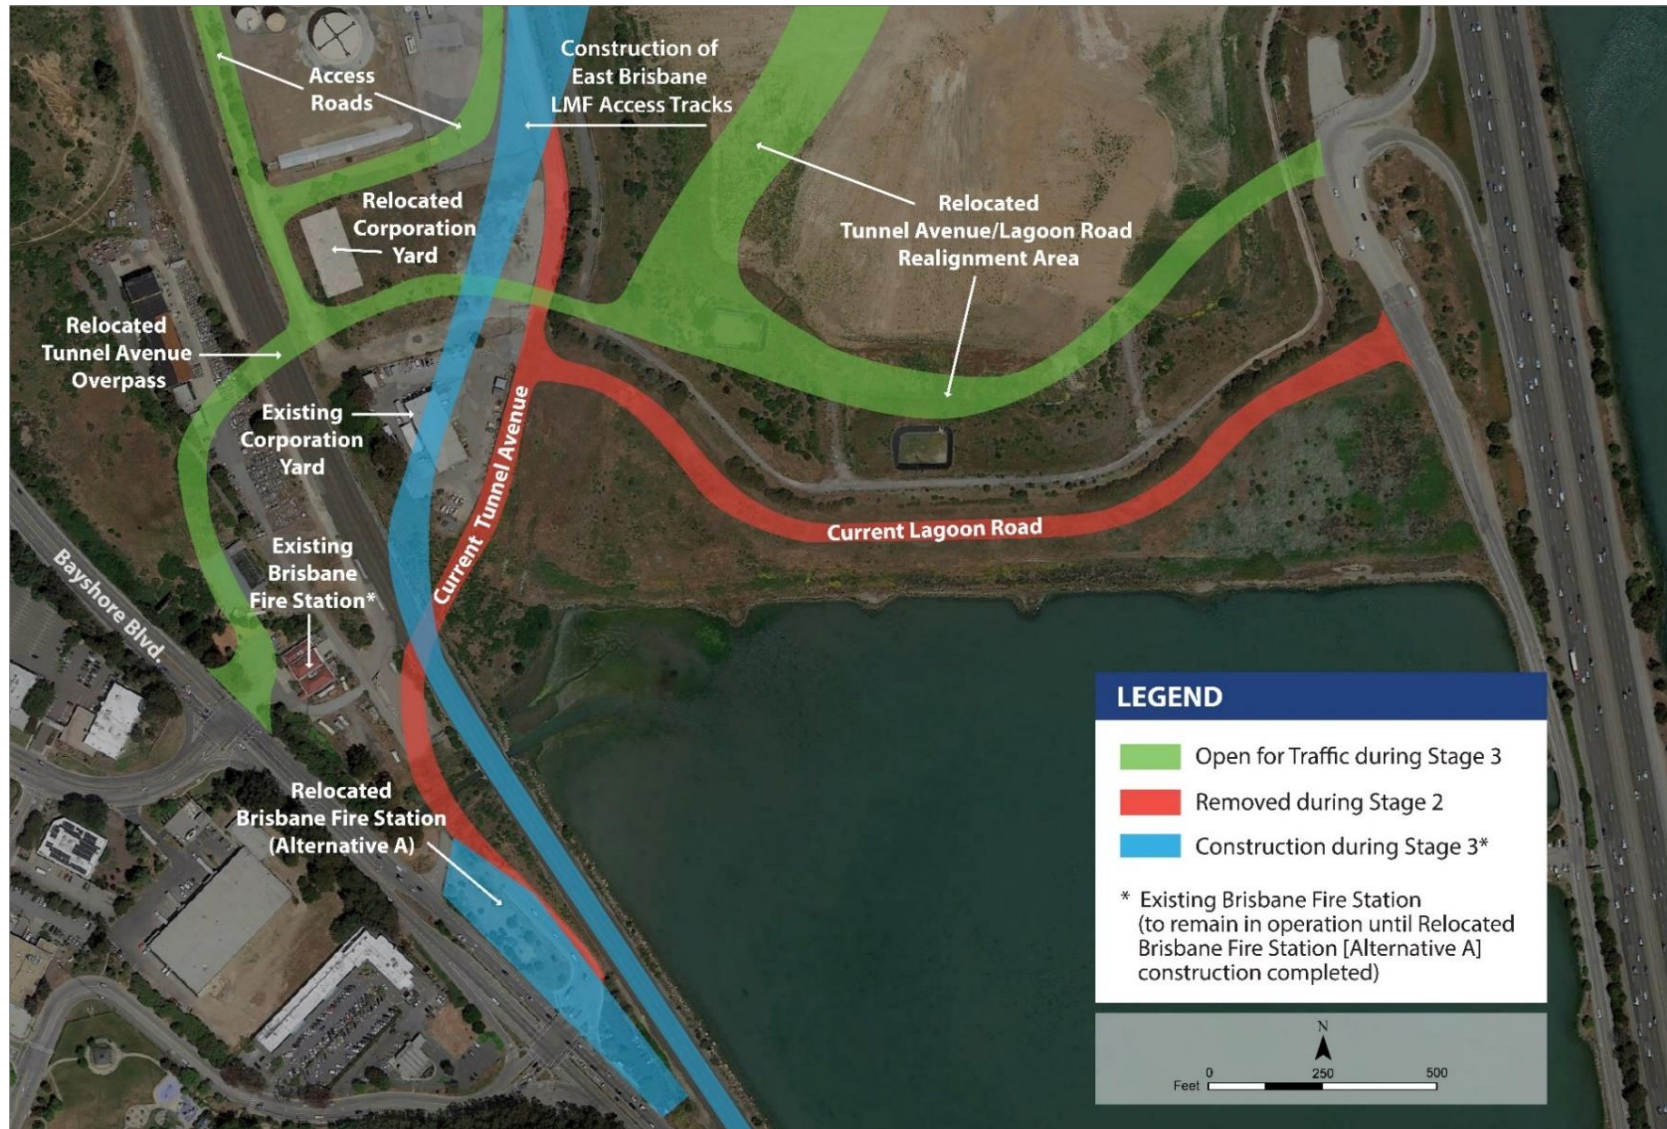 Access
Roads
Construction of
East Brisbane
LMF Access Tracks
Relocated
Corporation
Yard
Relocated
Tunnel Avenue/Lagoon Road
Realignment Area
Relocated
Tunnel Avenue
Overpass
Existing
Corporation
Yard
Current Tunnel Avenue
Current Lagoon Road
Existing
Brisbane
Fire Station*
Bayshore Blvd.
Relocated
Brisbane Fire Station
(Alternative A)
LEGEND
Open for Traffic during Stage 3
Removed during Stage 2
Construction during Stage 3*
* Existing Brisbane Fire Station
(to remain in operation until Relocated
Brisbane Fire Station [Alternative A]
construction completed)
N
Feet 0 250 500